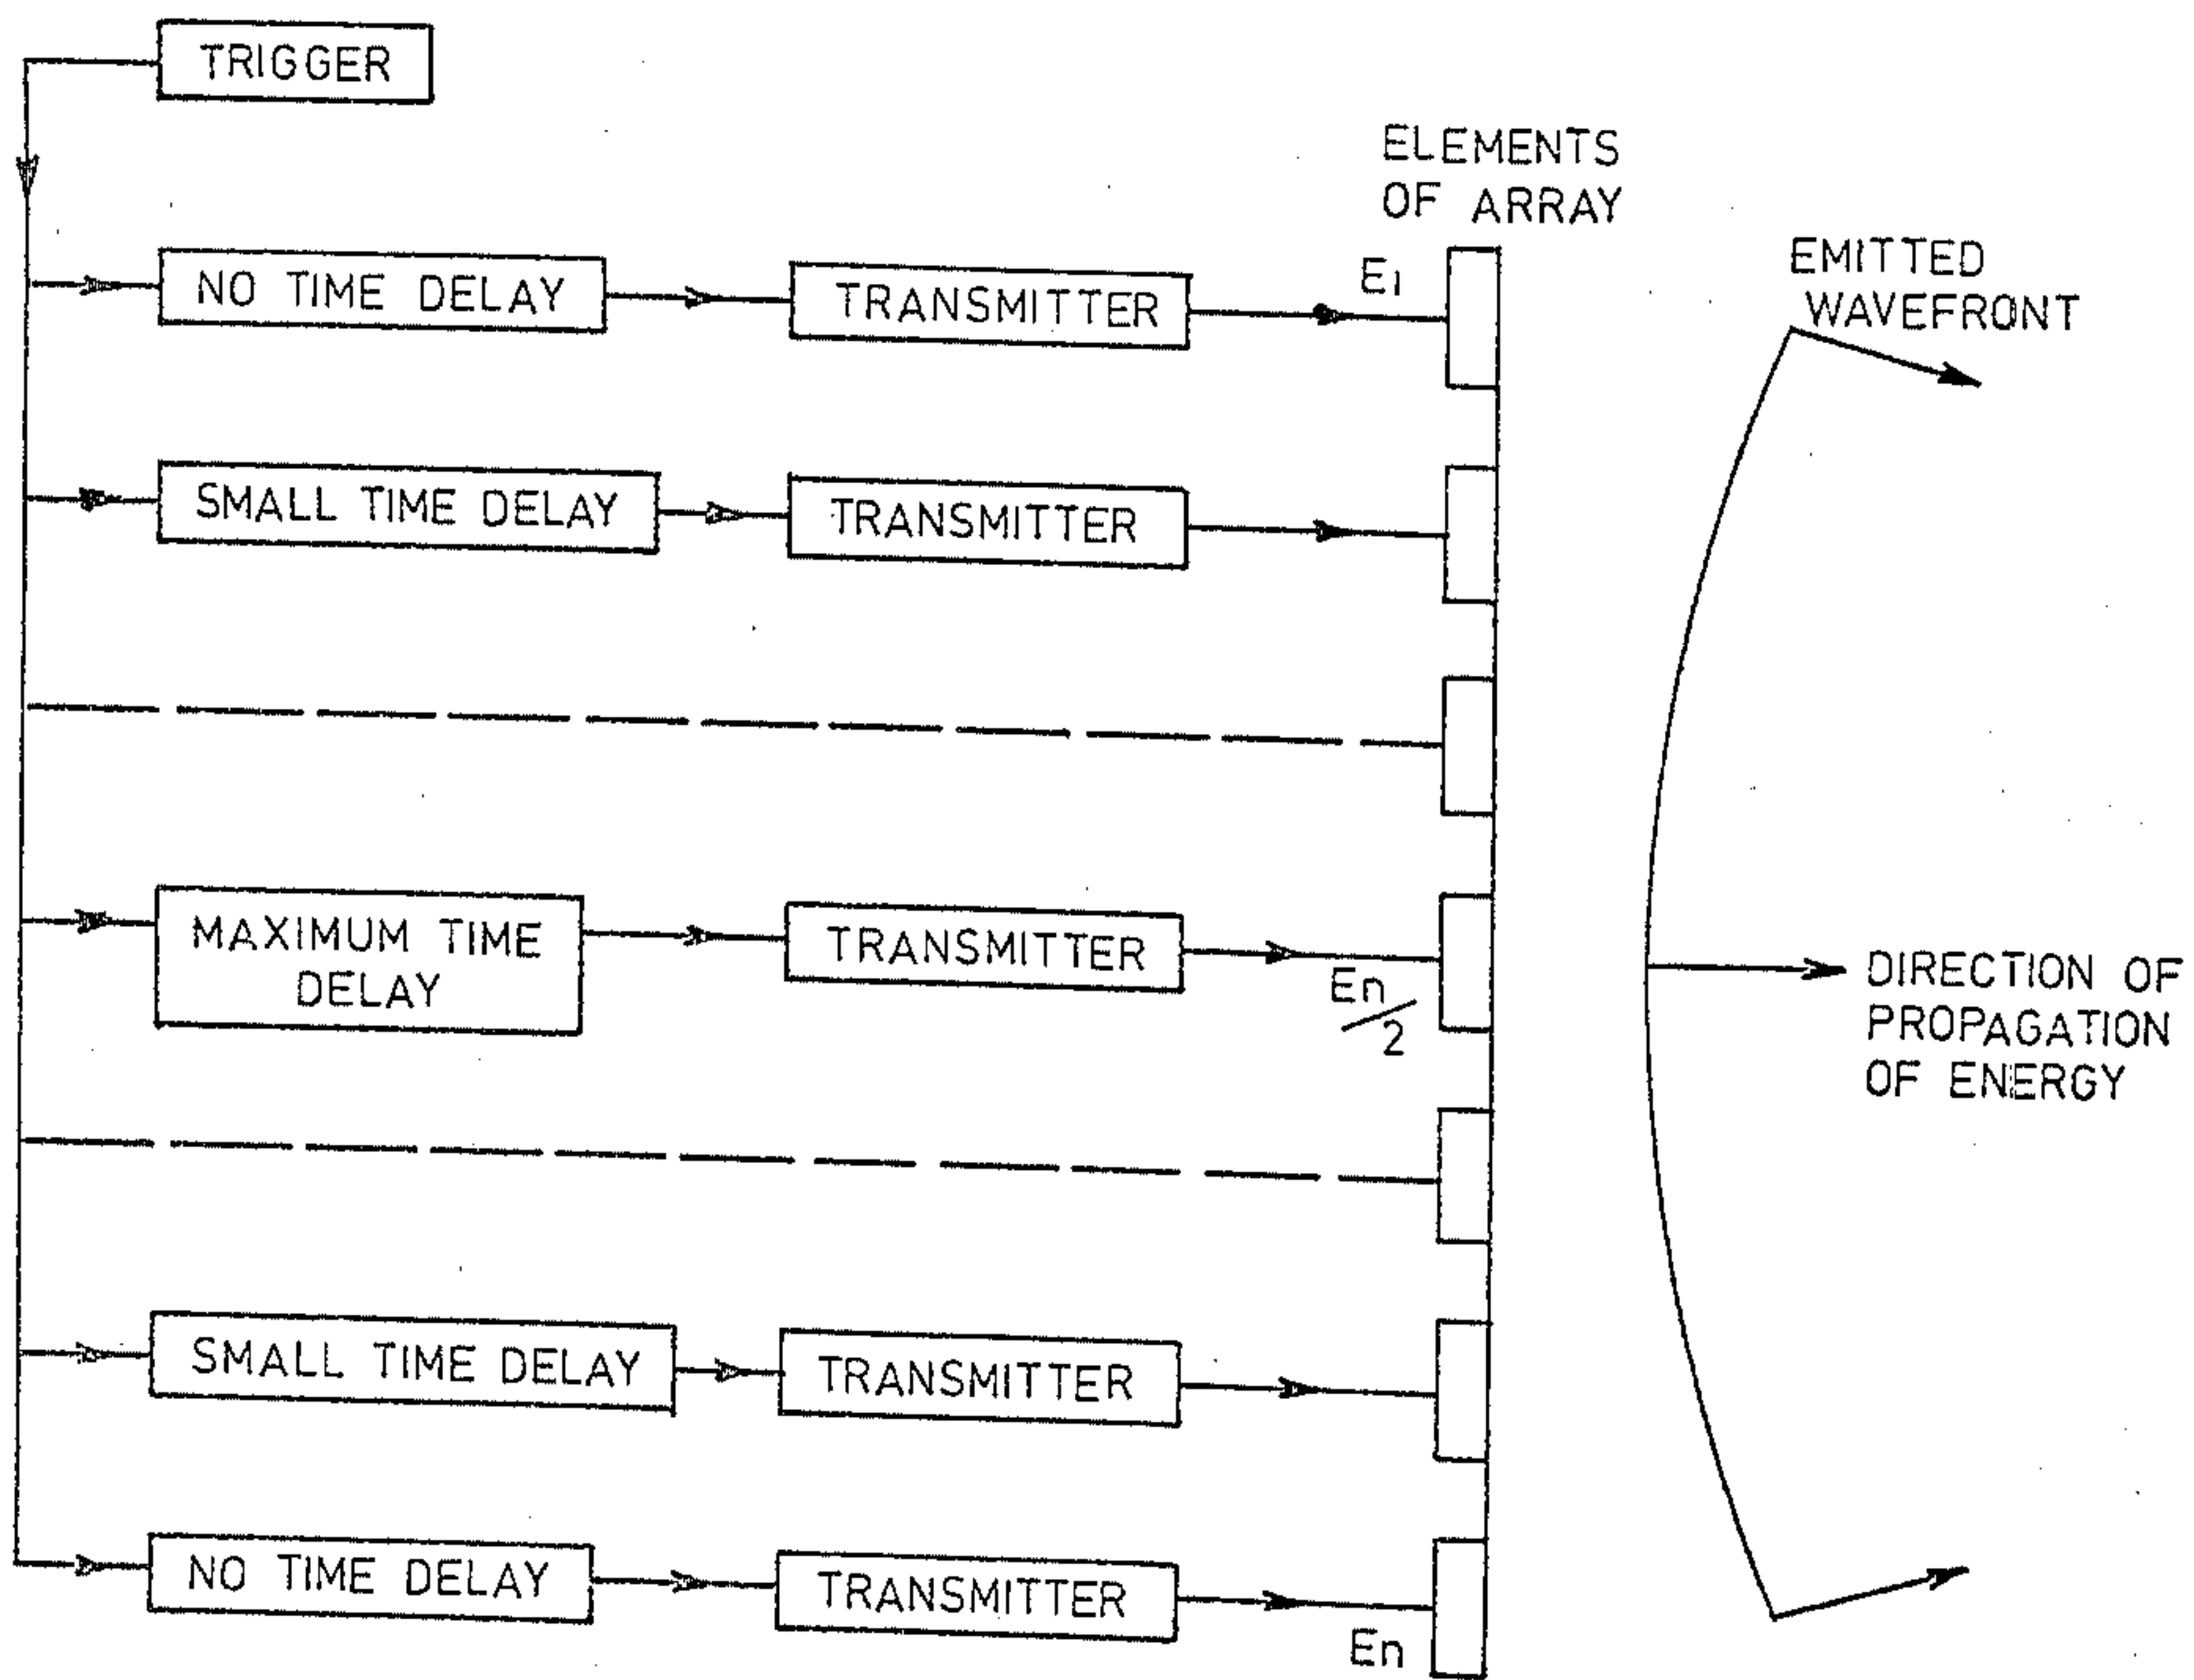 TRIGGER
ELEMENTS
OF ARRAY
EMITTED
WAVEFRONT
NO TIME DELAY
TRANSMITTER
E1
SMALL TIME DELAY
TRANSMITTER
MAXIMUM TIME
DELAY
TRANSMITTER
En/2
DIRECTION OF
PROPAGATION
OF ENERGY
SMALL TIME DELAY
TRANSMITTER
NO TIME DELAY
TRANSMITTER
En